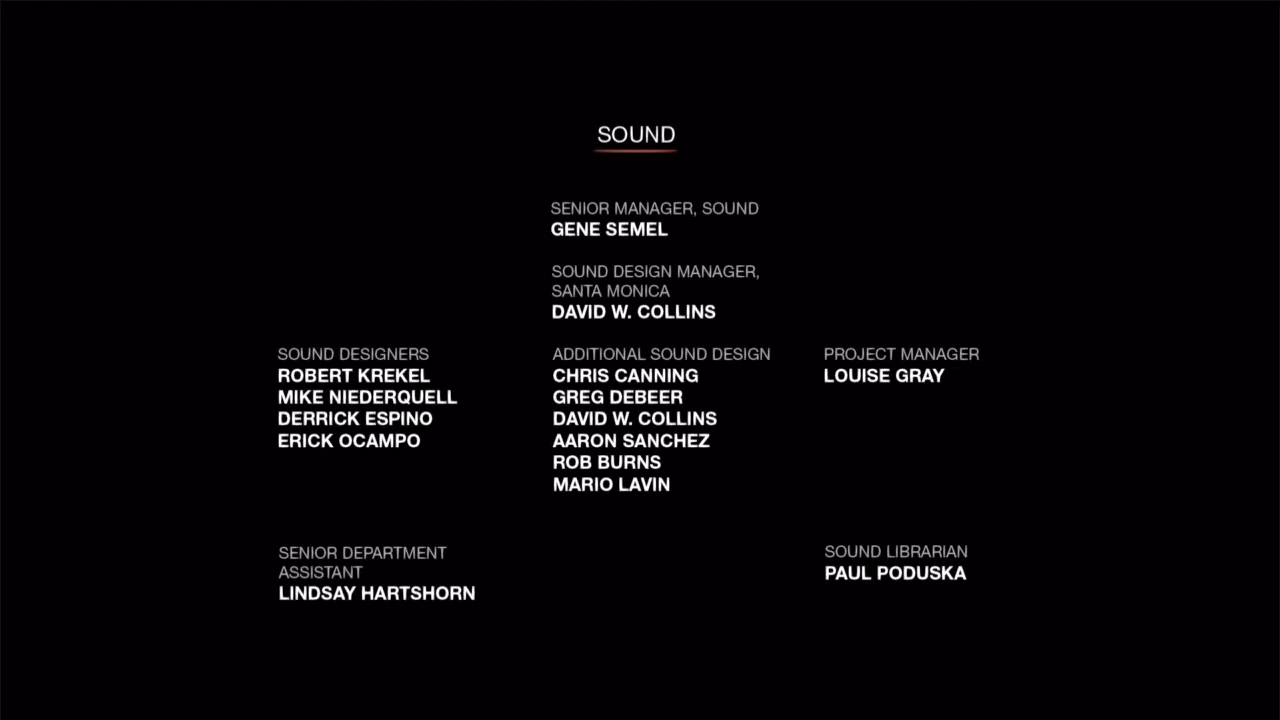 SOUND
SENIOR MANAGER, SOUND
GENE SEMEL
SOUND DESIGN MANAGER,
SANTA MONICA
DAVID W. COLLINS
SOUND DESIGNERS
ROBERT KREKEL
MIKE NIEDERQUELL
DERRICK ESPINO
ERICK OCAMPO
ADDITIONAL SOUND DESIGN
CHRIS CANNING
GREG DEBEER
DAVID W. COLLINS
AARON SANCHEZ
ROB BURNS
MARIO LAVIN
PROJECT MANAGER
LOUISE GRAY
SENIOR DEPARTMENT
ASSISTANT
LINDSAY HARTSHORN
SOUND LIBRARIAN
PAUL PODUSKA